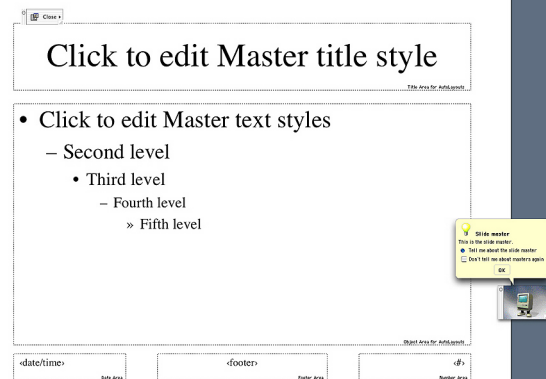 Close
Click to edit Master title style
Title Area for AutoLayouts
• Click to edit Master text styles
– Second level
• Third level
– Fourth level
» Fifth level
Slide master
This is the slide master.
Tell me about the slide master
Don't tell me about masters again
OK
Object Area for AutoLayouts
‹date/time›
‹footer›
‹#›
Date Area
Footer Area
Number Area